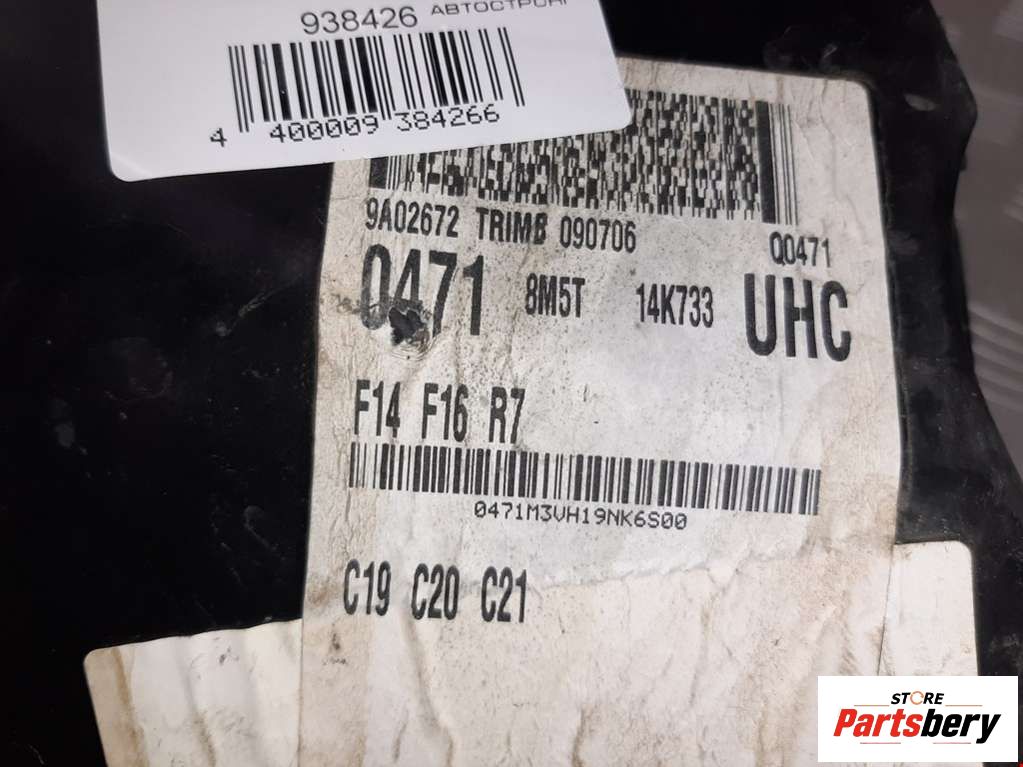 938426
4 400009 384266
9A02672 TRIMB 090706 Q0471
0471 8M5T 14K733 UHC
F14 F16 R7
0471M3VH19NK6S00
C19 C20 C21
STORE
Partsbery